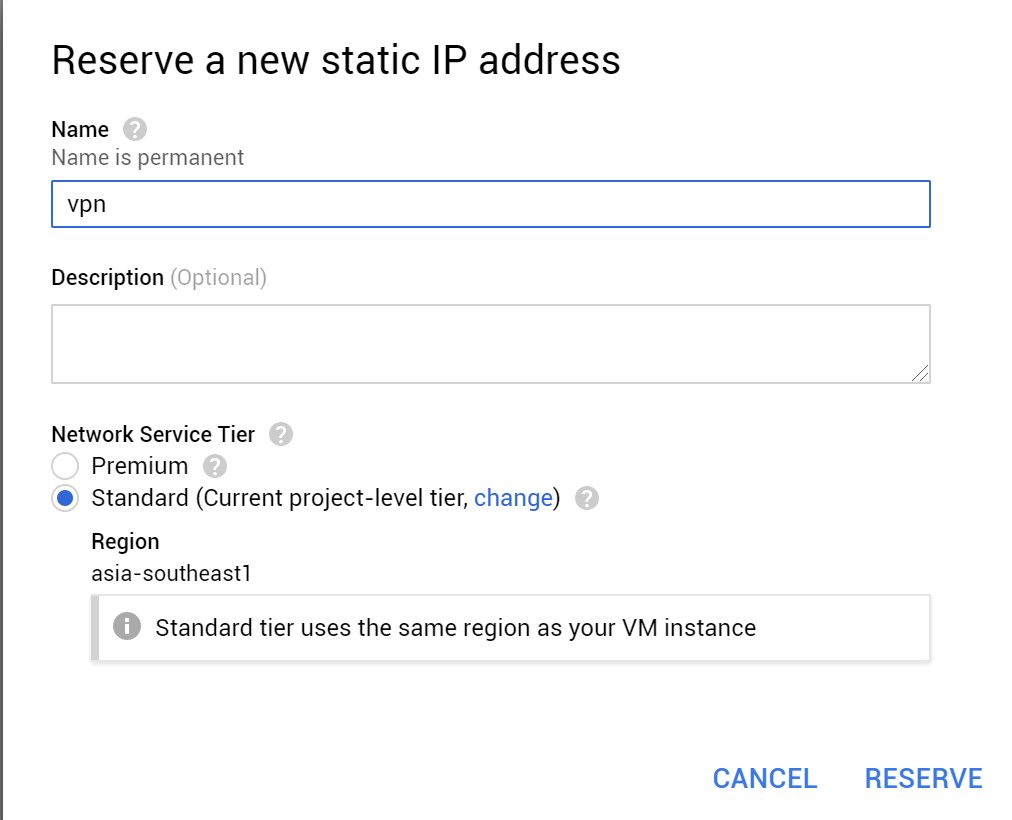 Reserve a new static IP address
Name ?
Name is permanent
vpn
Description (Optional)
Network Service Tier ?
Premium ?
Standard (Current project-level tier, change) ?
Region
asia-southeast1
Standard tier uses the same region as your VM instance
CANCEL RESERVE